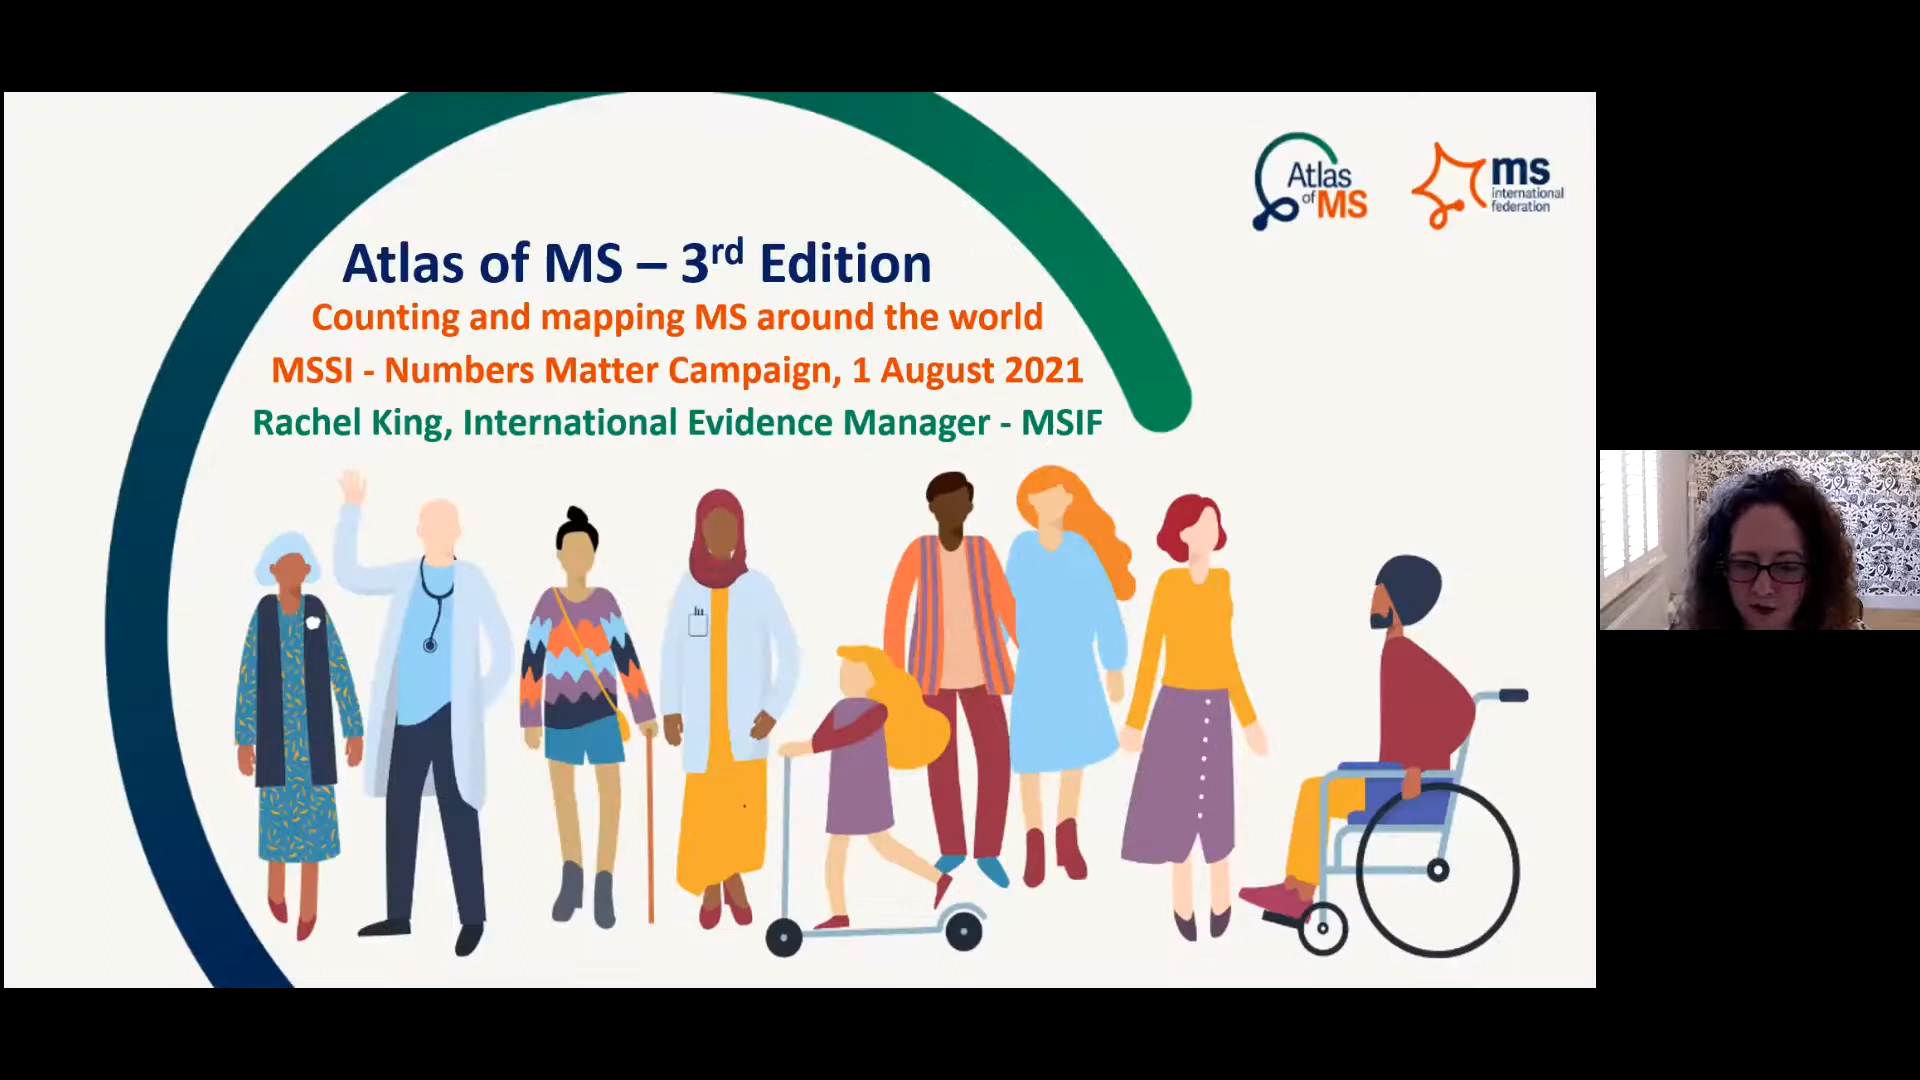 Atlas
of MS
ms
international
federation
Atlas of MS – 3rd Edition
Counting and mapping MS around the world
MSSI - Numbers Matter Campaign, 1 August 2021
Rachel King, International Evidence Manager - MSIF